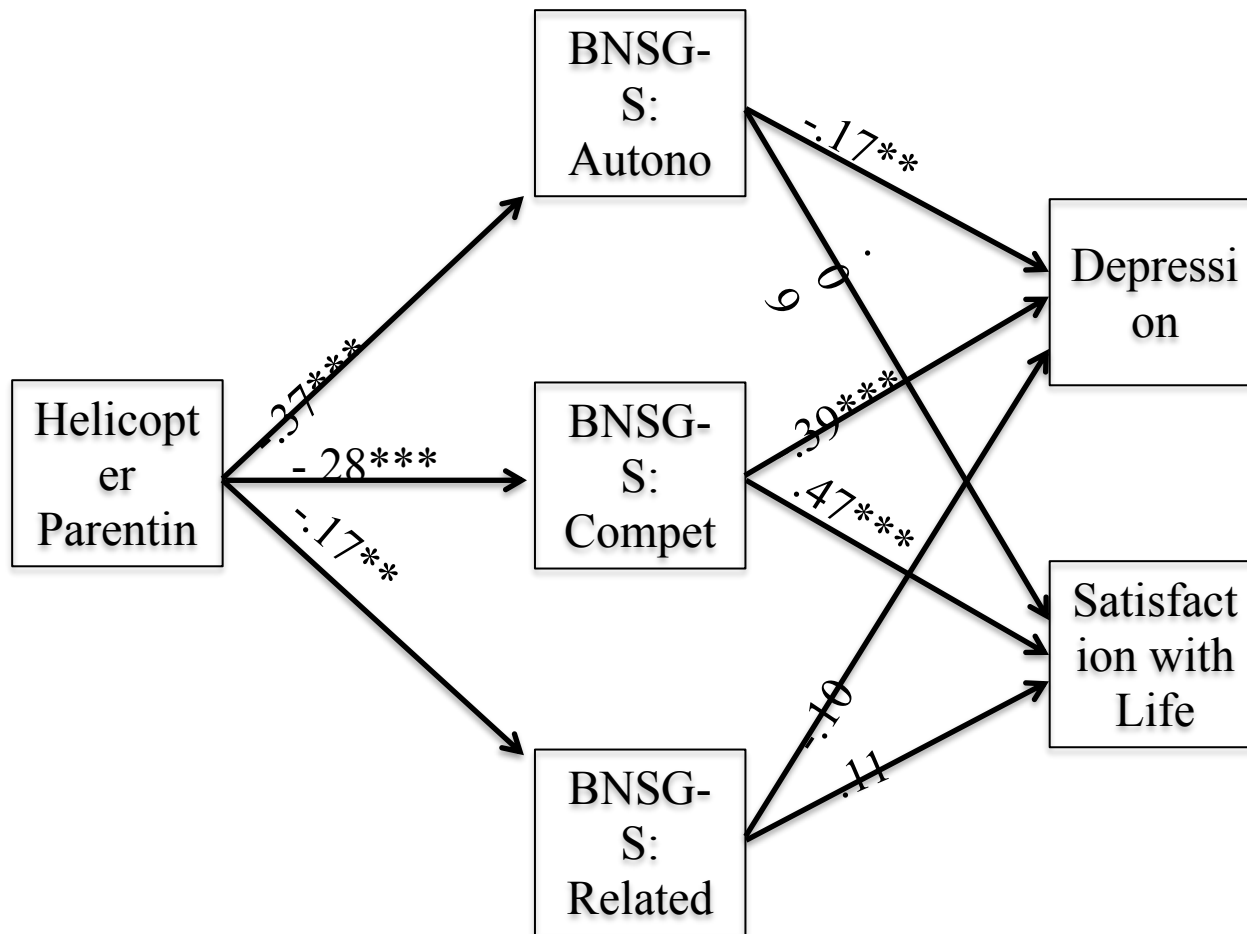 BNSG-
S:
Autono
-.17**
Depressi
on
.09
-.37***
Helicopt
er
Parentin
- 28***
BNSG-
S:
Compet
.39***
.47***
-.17**
Satisfact
ion with
Life
-.10
.11
BNSG-
S:
Related